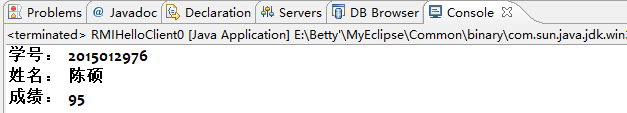 Problems @ Javadoc Declaration Servers DB Browser Console
<terminated> RMIHelloClient0 [Java Application] E:\Betty'\MyEclipse\Common\binary\com.sun.java.jdk.win3
学号： 2015012976
姓名： 陈硕
成绩： 95